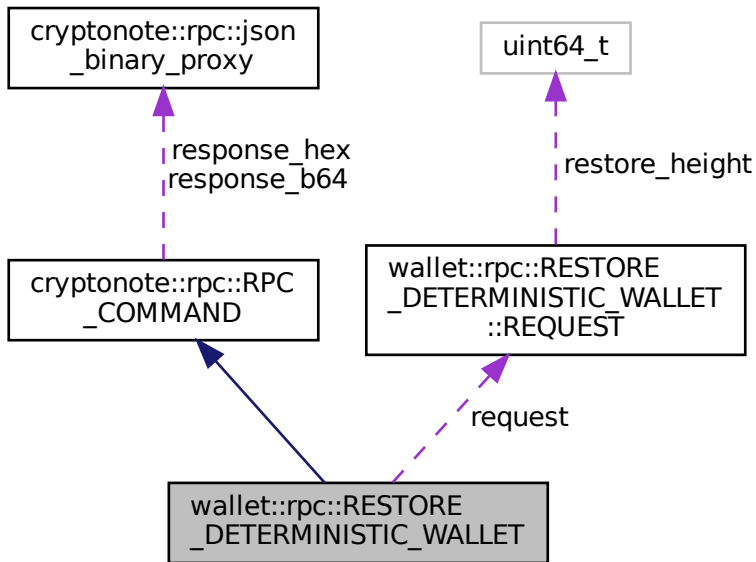 cryptonote::rpc::json
_binary_proxy
uint64_t
response_hex
response_b64
restore_height
cryptonote::rpc::RPC
_COMMAND
wallet::rpc::RESTORE
_DETERMINISTIC_WALLET
::REQUEST
request
wallet::rpc::RESTORE
_DETERMINISTIC_WALLET